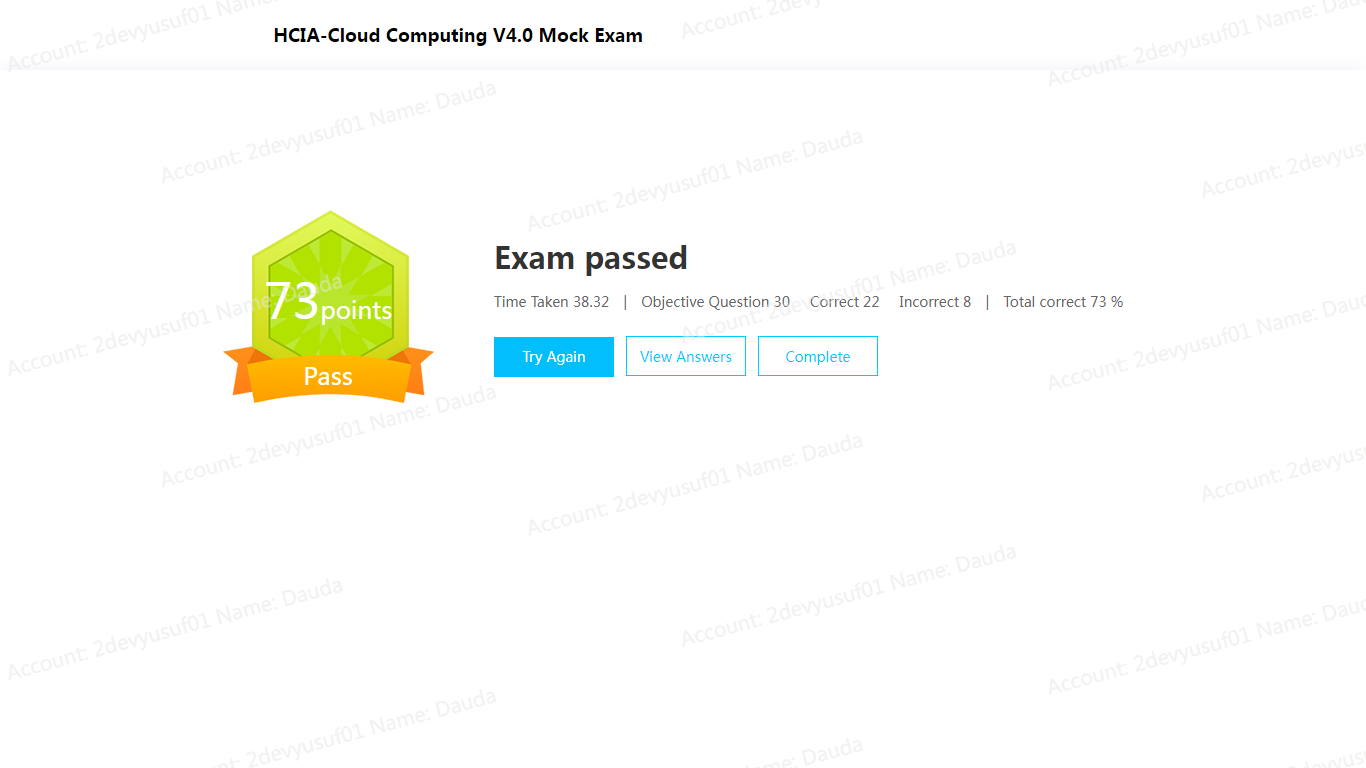 HCIA-Cloud Computing V4.0 Mock Exam
73points
Pass
Exam passed
Time Taken 38.32 | Objective Question 30 Correct 22 Incorrect 8 | Total correct 73 %
Try Again
View Answers
Complete
Account: 2devyusuf01 Name: Dauda